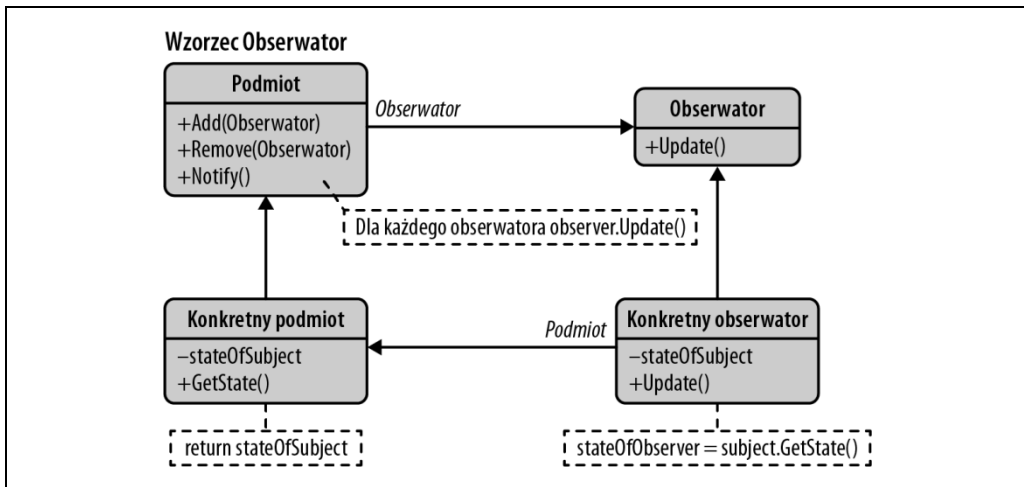 Wzorzec Obserwator
Podmiot
+Add(Obserwator)
+Remove(Obserwator)
+Notify()
Obserwator
Obserwator
+Update()
Dla każdego obserwatora observer.Update()
Konkretny podmiot
–stateOfSubject
+GetState()
Podmiot
Konkretny obserwator
–stateOfSubject
+Update()
return stateOfSubject
stateOfObserver = subject.GetState()